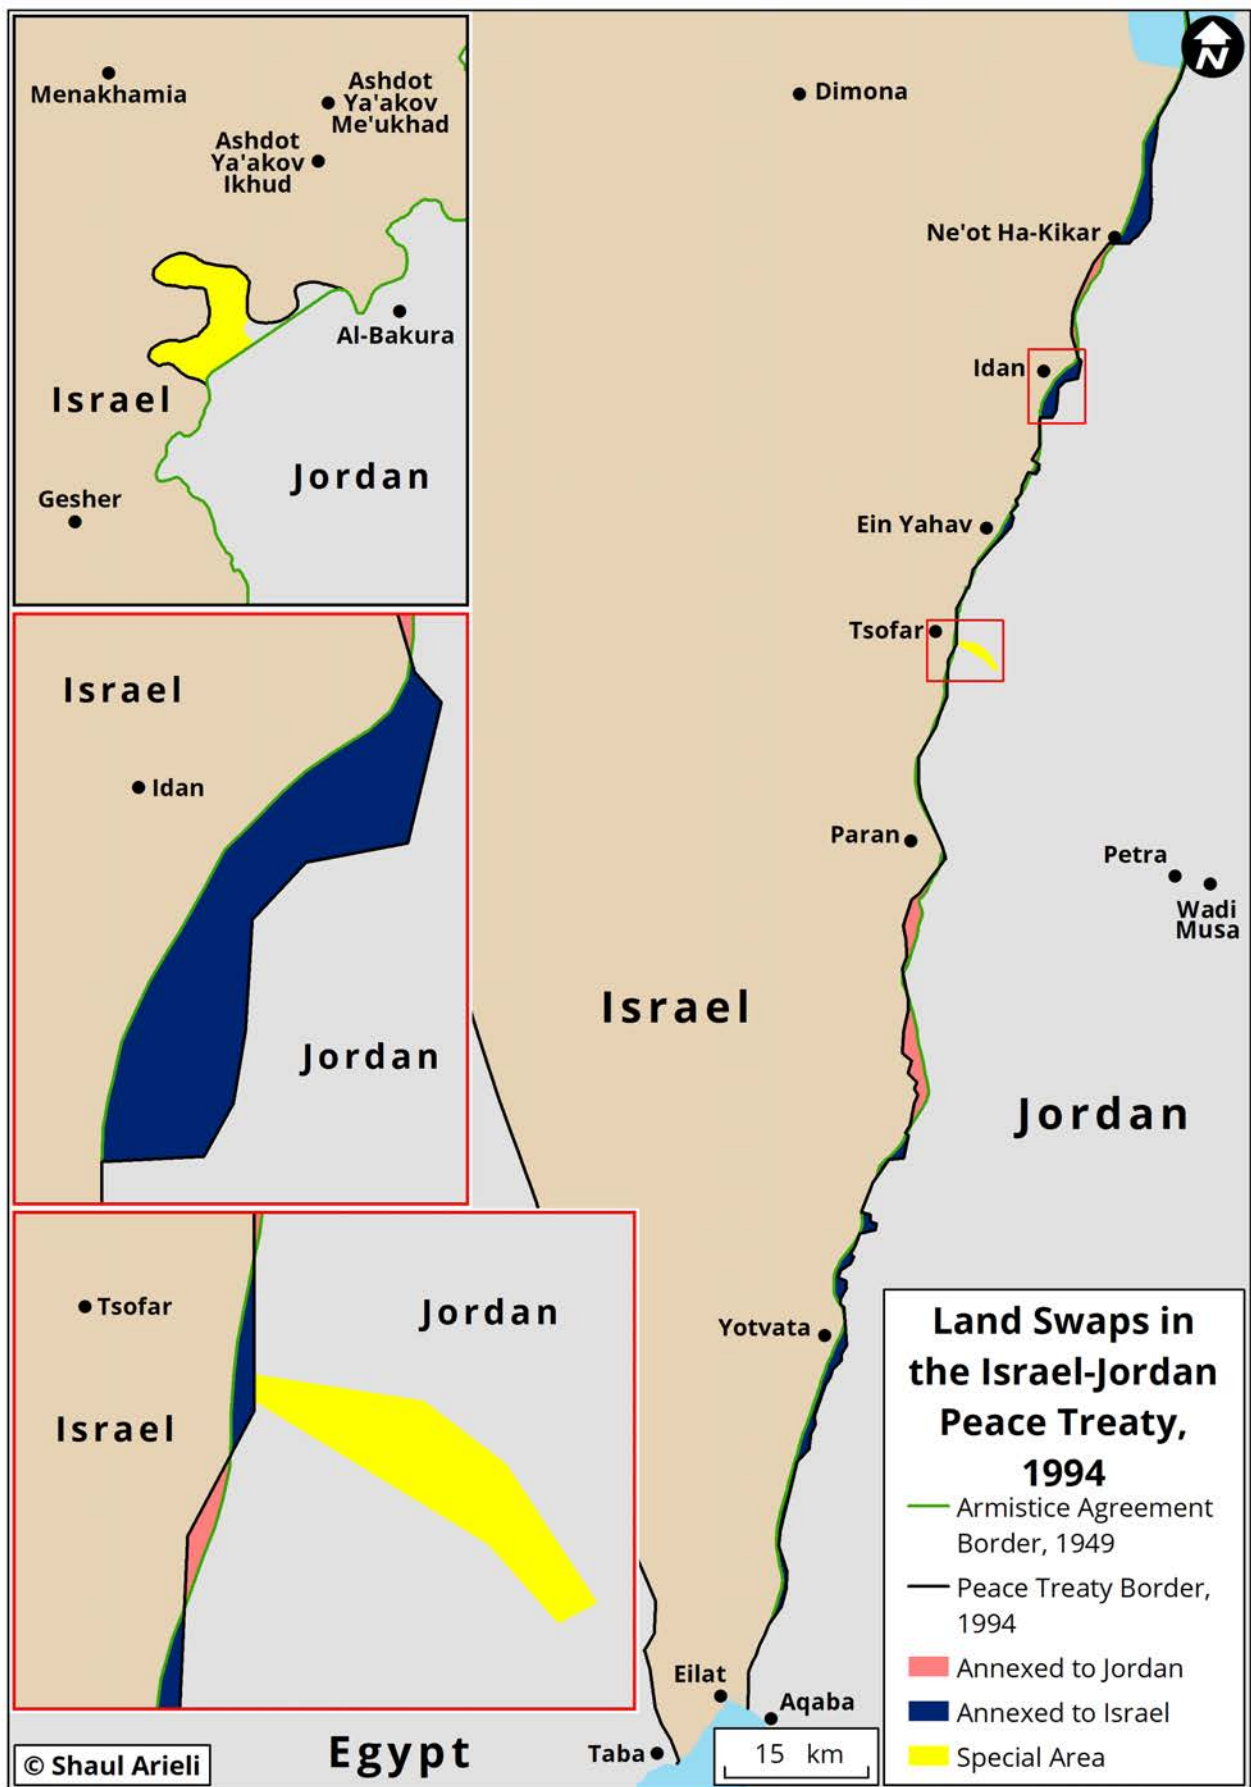 Menakhamia
Ashdot
Ya'akov
Me'ukhad
Ashdot
Ya'akov
Ikhud
Al-Bakura
Israel
Jordan
Gesher
Israel
Idan
Jordan
Tsofar
Jordan
Israel
N
Dimona
Ne'ot Ha-Kikar
Idan
Ein Yahav
Tsofar
Paran
Petra
Wadi
Musa
Israel
Jordan
Yotvata
Eilat
Aqaba
Taba
Egypt
15 km
© Shaul Arieli
Land Swaps in
the Israel-Jordan
Peace Treaty,
1994
Armistice Agreement
Border, 1949
Peace Treaty Border,
1994
Annexed to Jordan
Annexed to Israel
Special Area